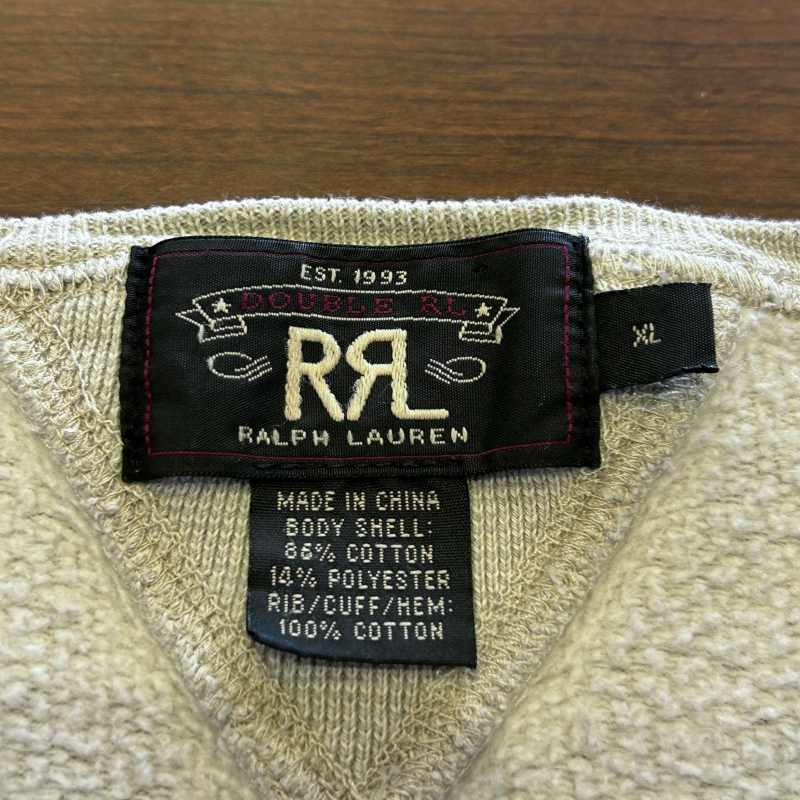 EST. 1993
DOUBLE RL
RRL
RALPH LAUREN
XL
MADE IN CHINA
BODY SHELL:
86% COTTON
14% POLYESTER
RIB/CUFF/HEM:
100% COTTON